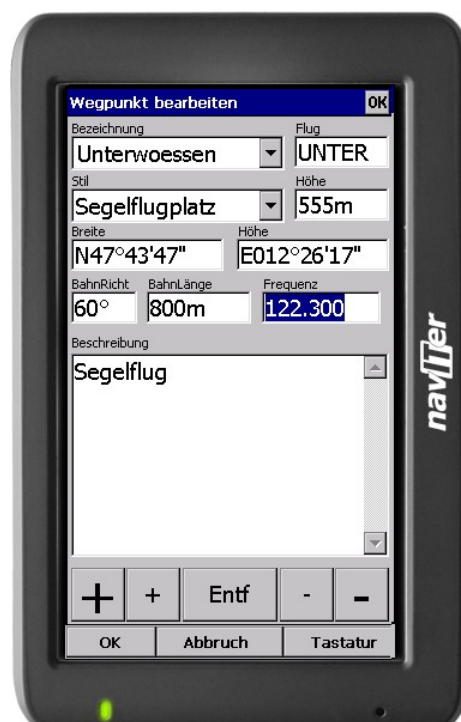 Wegpunkt bearbeiten OK
Bezeichnung Flug
Unterwoessen UNTER
Stil Höhe
Segelflugplatz 555m
Breite Höhe
N47°43'47" E012°26'17"
BahnRicht BahnLänge Frequenz
60° 800m 122.300
Beschreibung
Segelflug
+ + Entf - -
OK Abbruch Tastatur
naviter